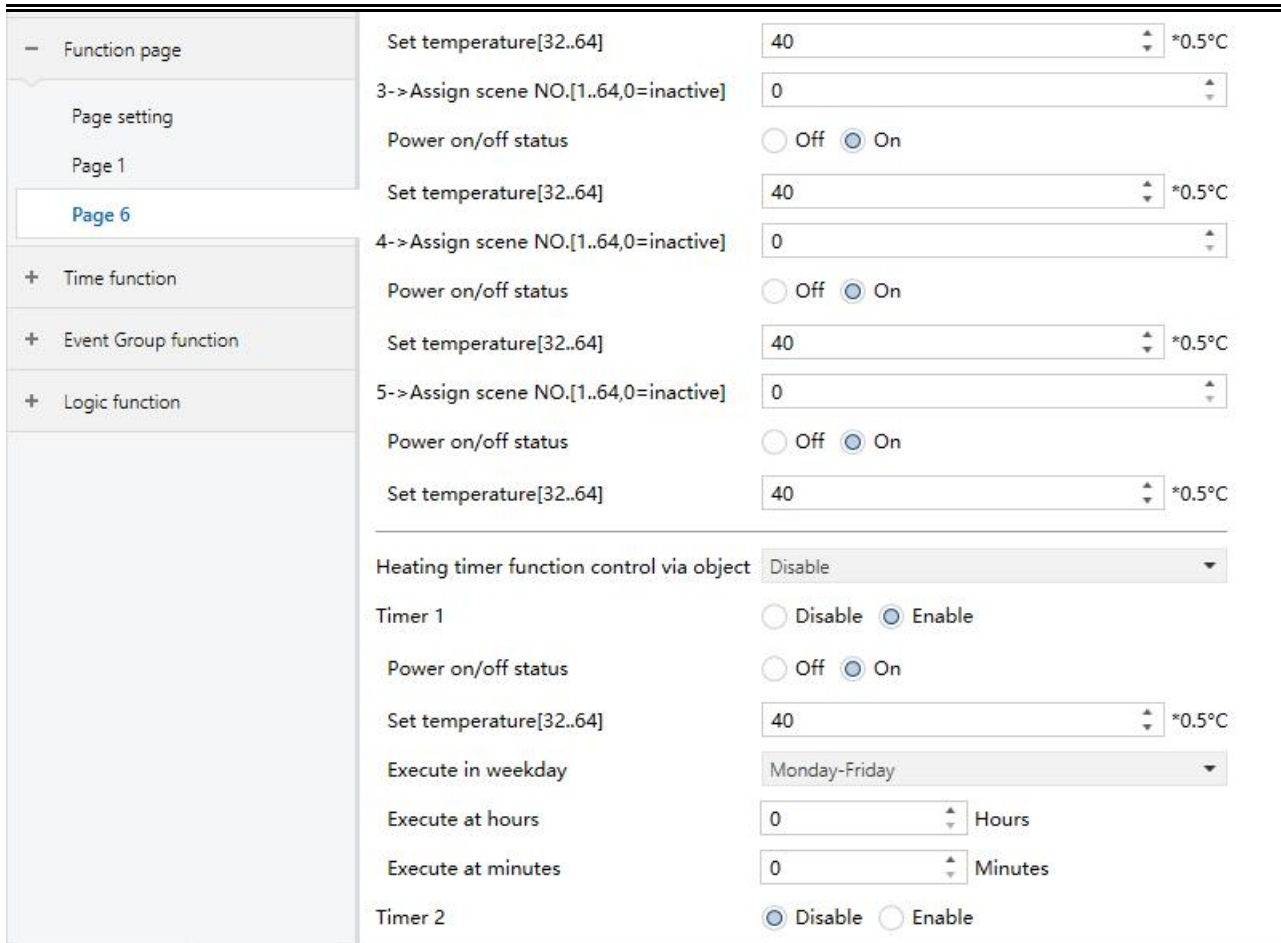 Function page
Page setting
Page 1
Page 6
Time function
Event Group function
Logic function
Set temperature[32..64] 40 *0.5°C
3->Assign scene NO.[1..64,0=inactive] 0
Power on/off status Off On
Set temperature[32..64] 40 *0.5°C
4->Assign scene NO.[1..64,0=inactive] 0
Power on/off status Off On
Set temperature[32..64] 40 *0.5°C
5->Assign scene NO.[1..64,0=inactive] 0
Power on/off status Off On
Set temperature[32..64] 40 *0.5°C
Heating timer function control via object Disable
Timer 1 Disable Enable
Power on/off status Off On
Set temperature[32..64] 40 *0.5°C
Execute in weekday Monday-Friday
Execute at hours 0 Hours
Execute at minutes 0 Minutes
Timer 2 Disable Enable